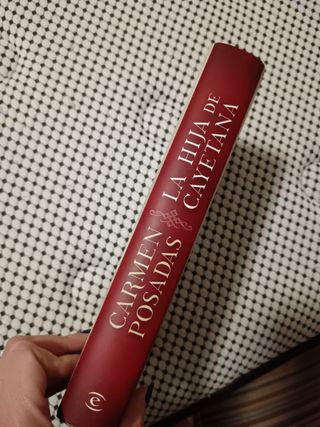 CARMEN
POSADAS
LA HIJA DE
CAYETANA
e